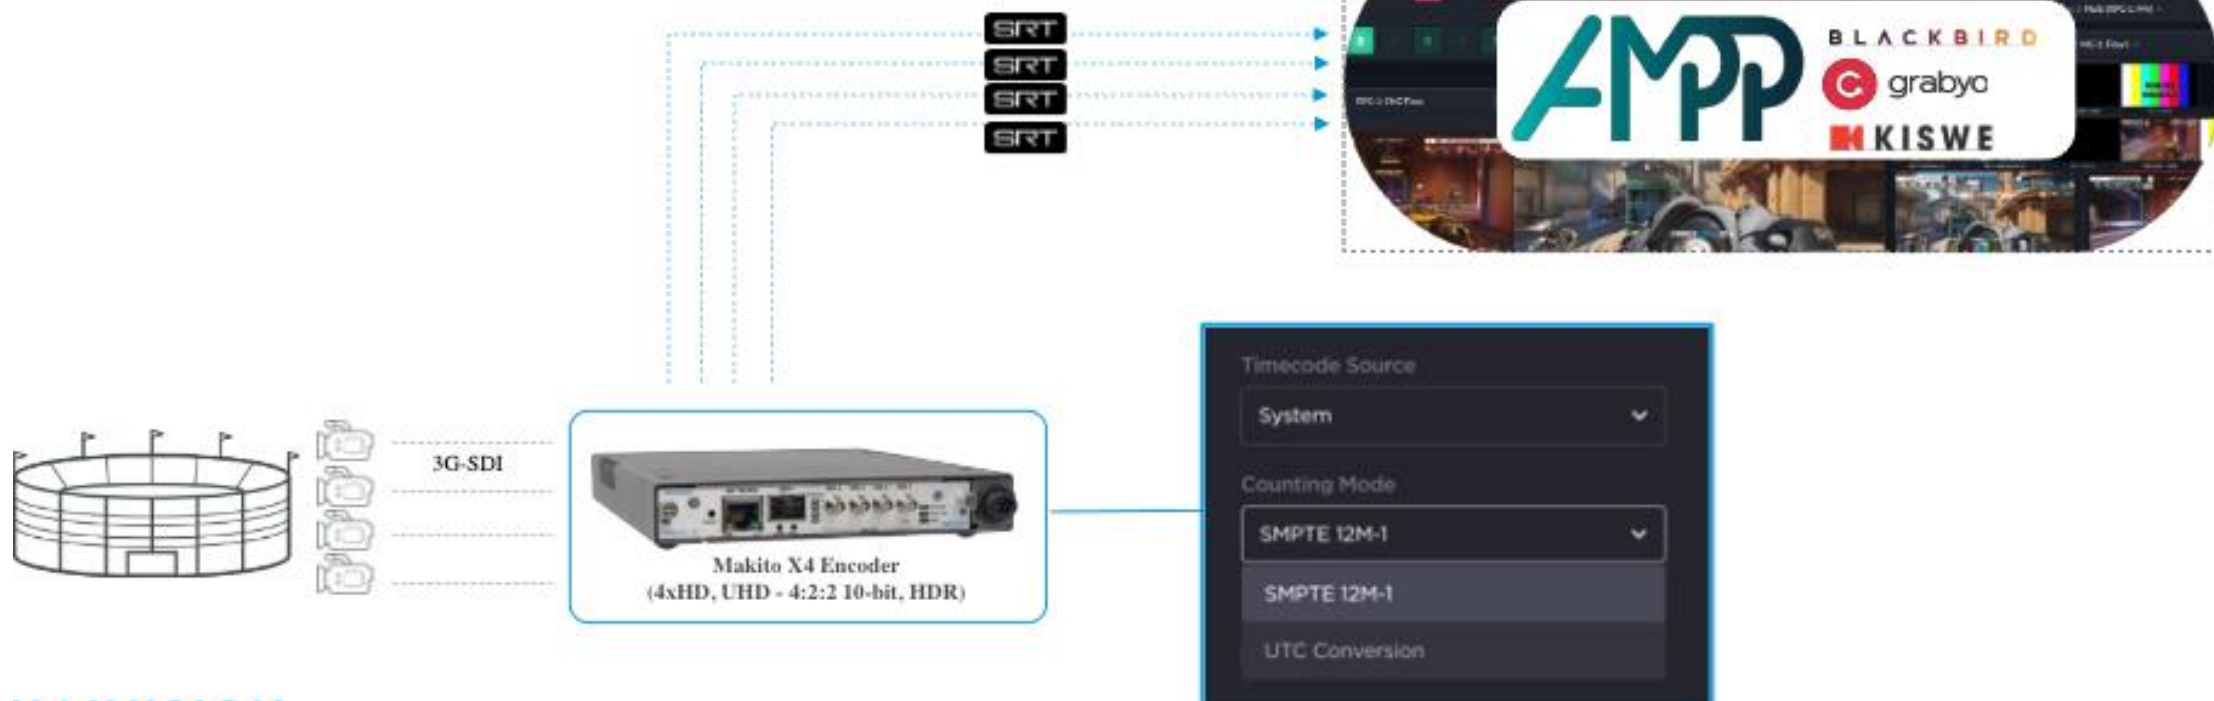 SRT
SRT
SRT
SRT
AMPP
BLACKBIRD
grabyo
KISWE
3G-SDI
Makito X4 Encoder
(4xHD, UHD - 4:2:2 10-bit, HDR)
Timecode Source
System
Counting Mode
SMPTE 12M-1
SMPTE 12M-1
UTC Conversion